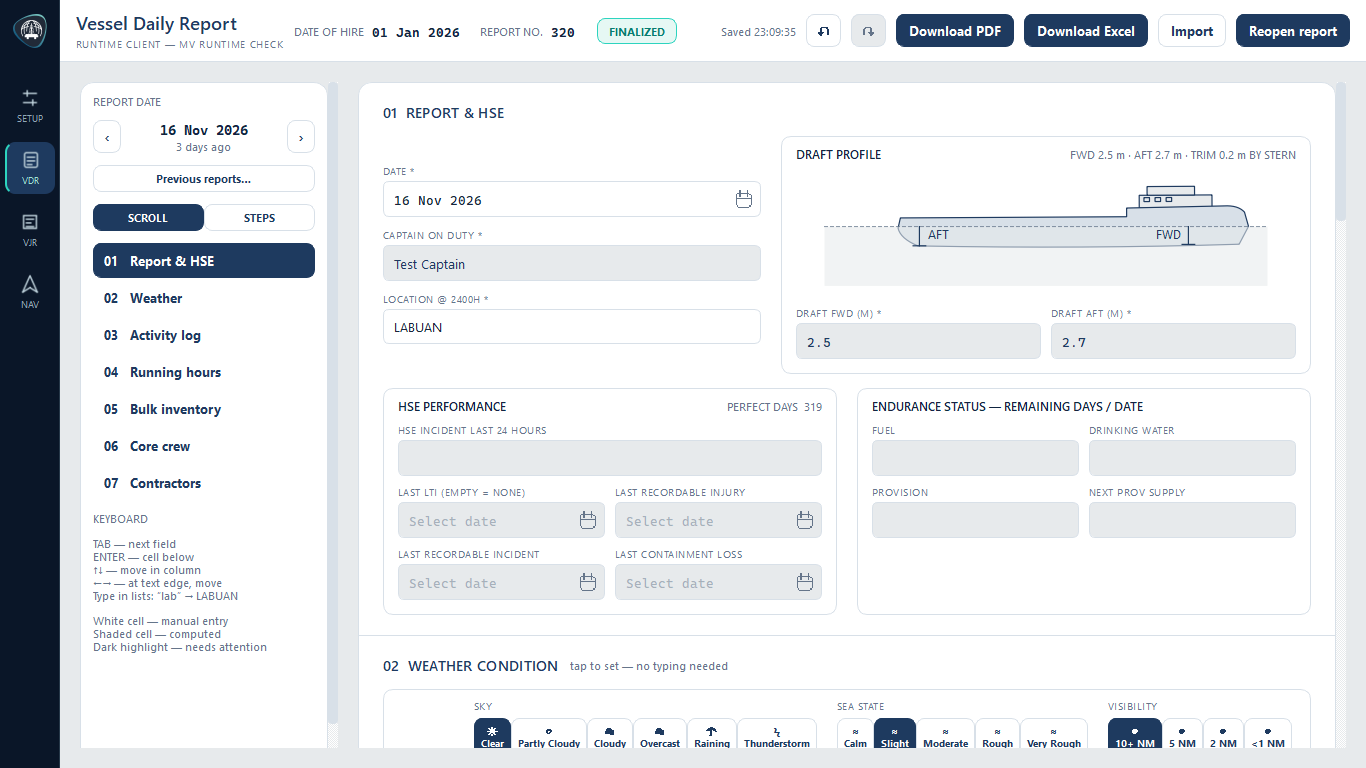 Vessel Daily Report
RUNTIME CLIENT — MV RUNTIME CHECK
DATE OF HIRE 01 Jan 2026
REPORT NO. 320
FINALIZED
Saved 23:09:35
Download PDF
Download Excel
Import
Reopen report
SETUP
VDR
VJR
NAV
REPORT DATE
‹
16 Nov 2026
3 days ago
›
Previous reports...
SCROLL
STEPS
01 Report & HSE
02 Weather
03 Activity log
04 Running hours
05 Bulk inventory
06 Core crew
07 Contractors
KEYBOARD
TAB — next field
ENTER — cell below
↑↓ — move in column
←→ — at text edge, move
Type in lists: "lab" → LABUAN
White cell — manual entry
Shaded cell — computed
Dark highlight — needs attention
01 REPORT & HSE
DATE *
16 Nov 2026
CAPTAIN ON DUTY *
Test Captain
LOCATION @ 2400H *
LABUAN
DRAFT PROFILE
FWD 2.5 m · AFT 2.7 m · TRIM 0.2 m BY STERN
AFT
FWD
DRAFT FWD (M) *
DRAFT AFT (M) *
2.5
2.7
HSE PERFORMANCE
PERFECT DAYS 319
HSE INCIDENT LAST 24 HOURS
LAST LTI (EMPTY = NONE)
LAST RECORDABLE INJURY
Select date
Select date
LAST RECORDABLE INCIDENT
LAST CONTAINMENT LOSS
Select date
Select date
ENDURANCE STATUS — REMAINING DAYS / DATE
FUEL
DRINKING WATER
PROVISION
NEXT PROV SUPPLY
02 WEATHER CONDITION tap to set — no typing needed
SKY
Clear
Partly Cloudy
Cloudy
Overcast
Raining
Thunderstorm
SEA STATE
≈ ≈ ≈ ≈ ≈
Calm
Slight
Moderate
Rough
Very Rough
VISIBILITY
10+ NM
5 NM
2 NM
<1 NM